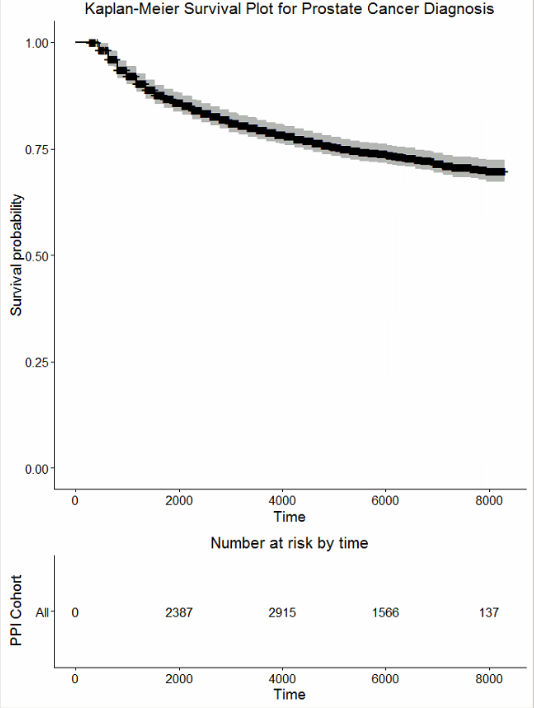 Kaplan-Meier Survival Plot for Prostate Cancer Diagnosis
1.00
0.75
0.50
0.25
0.00
Survival probability
0 2000 4000 6000 8000
Time
Number at risk by time
PPI Cohort
All 0 2387 2915 1566 137
0 2000 4000 6000 8000
Time